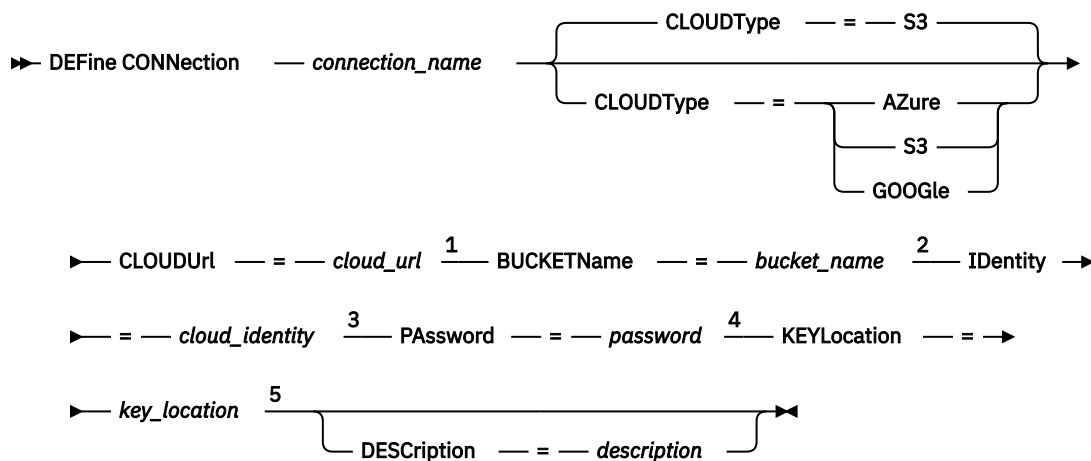 CLOUDType = S3
DEFine CONNection connection_name
CLOUDType = AZure
S3
GOOGle
CLOUDUrl = cloud_url 1 BUCKETName = bucket_name 2 IDentity
= cloud_identity 3 PAssword = password 4 KEYLocation =
key_location 5
DESCription = description